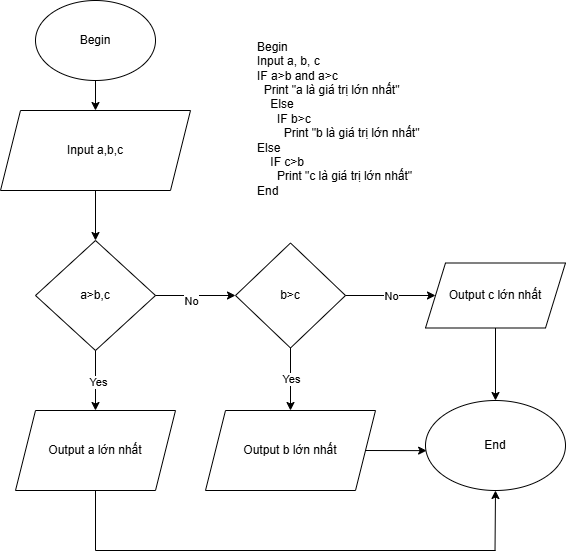 Begin
Begin
Input a, b, c
IF a>b and a>c
Print "a là giá trị lớn nhất"
Else
IF b>c
Print "b là giá trị lớn nhất"
Else
IF c>b
Print "c là giá trị lớn nhất"
End
Input a,b,c
a>b,c
No
b>c
No
Output c lớn nhất
Yes
Yes
Output a lớn nhất
Output b lớn nhất
End